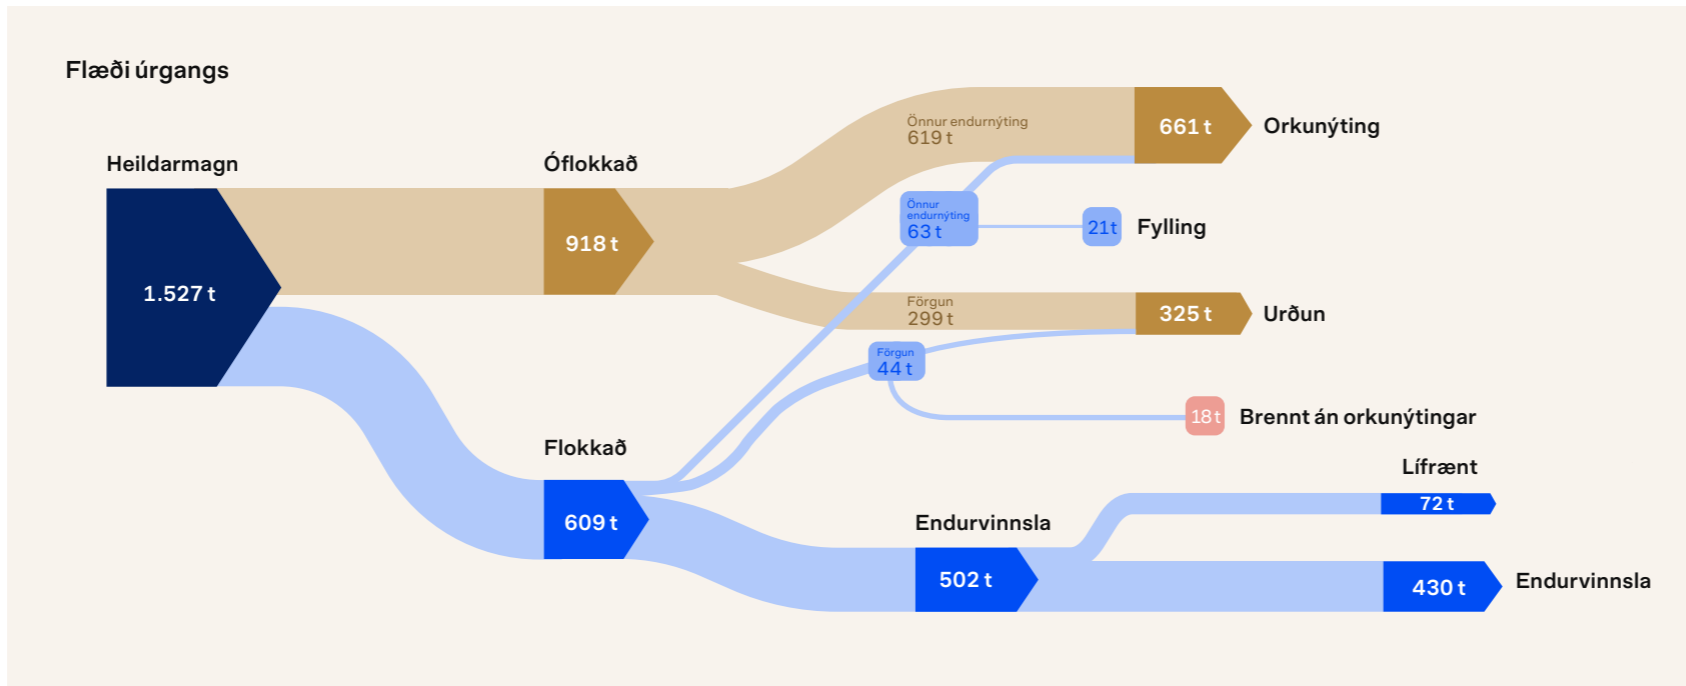 Flæði úrgangs
Heildarmagn
1.527 t
Óflokkað
918 t
Önnur endurnýting
619 t
661 t
Orkunýting
Önnur
endurnýting
63 t
21t
Fylling
Förgun
299 t
325 t
Urðun
Förgun
44 t
18 t
Brennt án orkunýtingar
Flokkað
609 t
Endurvinnsla
502 t
Lífrænt
72 t
430 t
Endurvinnsla